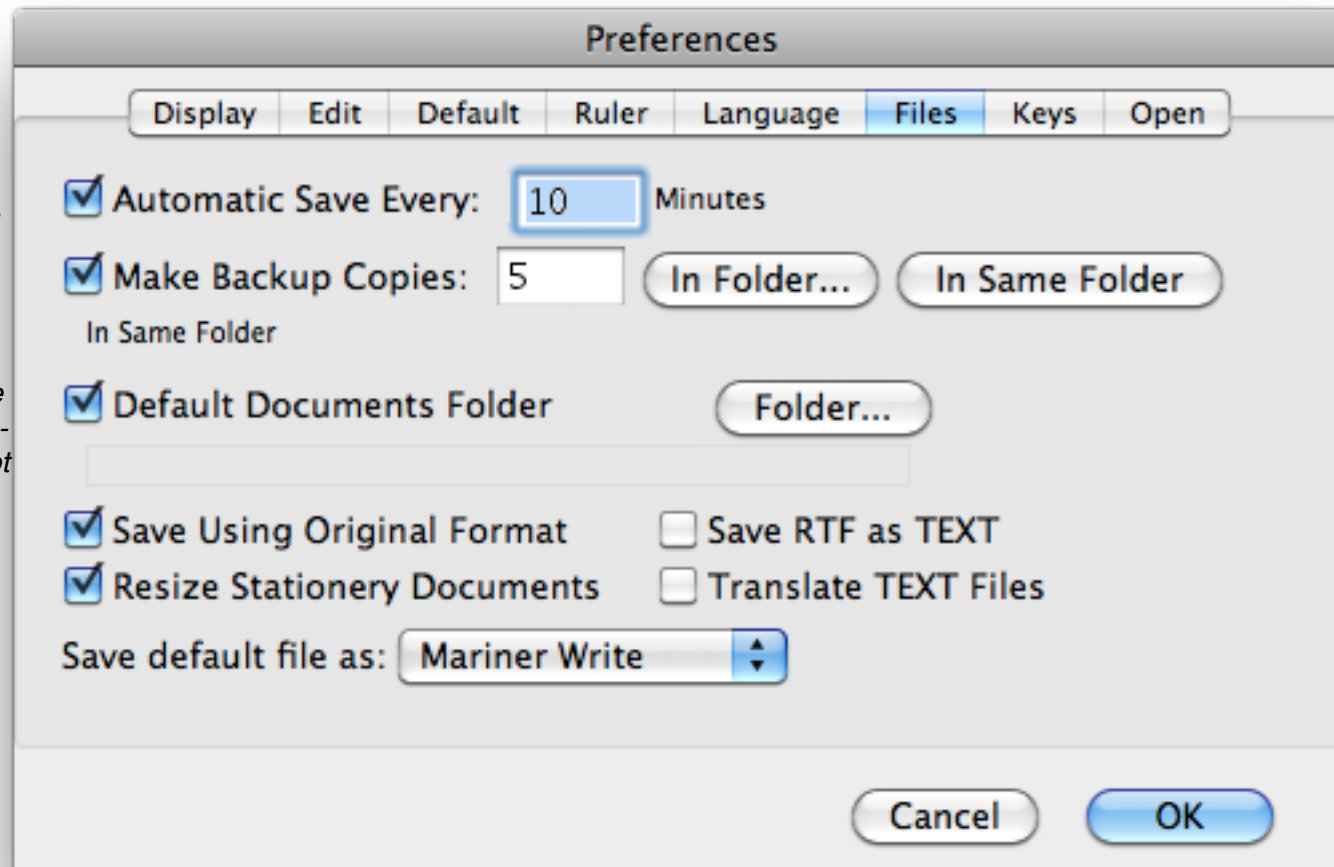 Preferences
Display Edit Default Ruler Language Files Keys Open
Automatic Save Every: 10 Minutes
Make Backup Copies: 5 In Folder... In Same Folder
In Same Folder
Default Documents Folder Folder...
Save Using Original Format Save RTF as TEXT
Resize Stationery Documents Translate TEXT Files
Save default file as: Mariner Write
Cancel OK